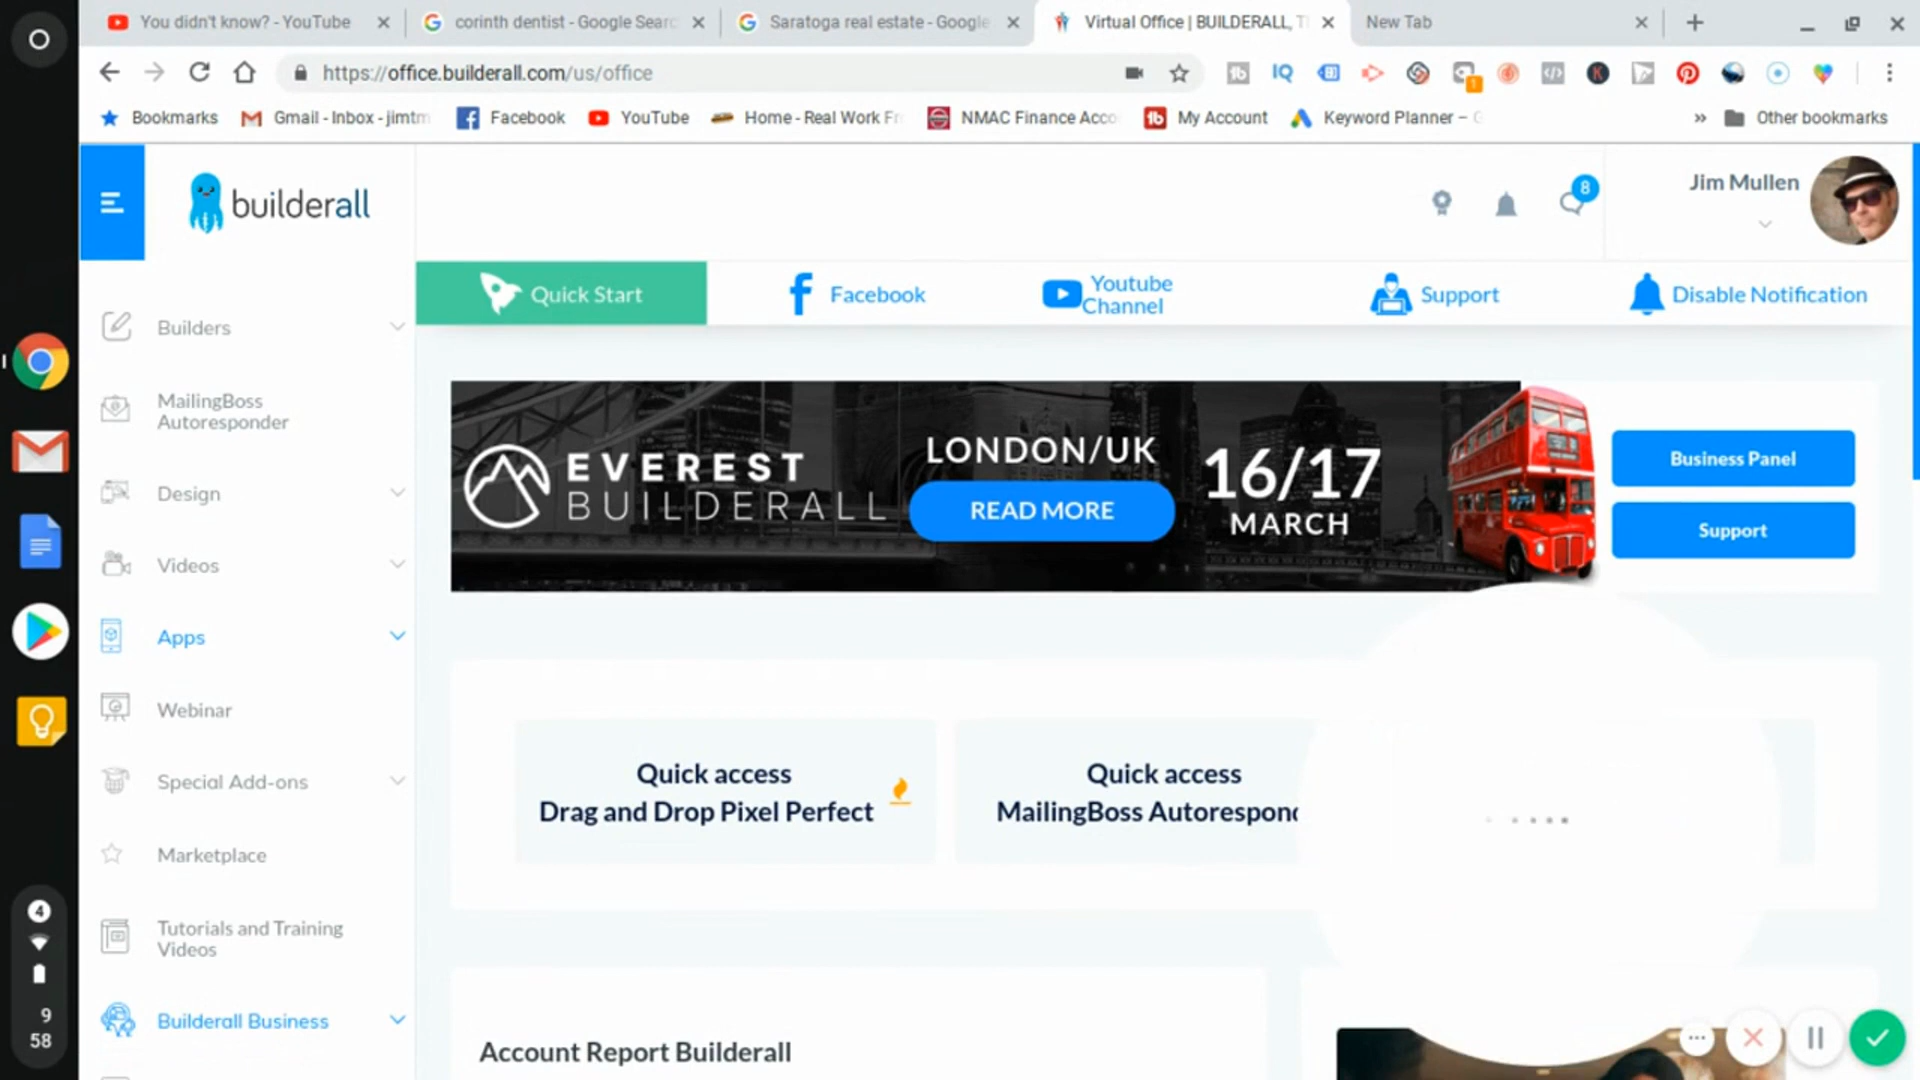 You didn't know? - YouTube
corinth dentist - Google Sear
Saratoga real estate - Google
Virtual Office | BUILDERALL, T
New Tab
https://office.builderall.com/us/office
Bookmarks
Gmail - Inbox - jimtm
Facebook
YouTube
Home - Real Work Fr
NMAC Finance Acco
My Account
Keyword Planner – G
Other bookmarks
builderall
8
Jim Mullen
Quick Start
Facebook
Youtube
Channel
Support
Disable Notification
Builders
MailingBoss
Autoresponder
Design
Videos
Apps
Webinar
Special Add-ons
Marketplace
Tutorials and Training
Videos
Builderall Business
EVEREST
BUILDERALL
LONDON/UK
READ MORE
16/17
MARCH
Business Panel
Support
Quick access
Drag and Drop Pixel Perfect
Quick access
MailingBoss Autorespon
Account Report Builderall
4
9
58